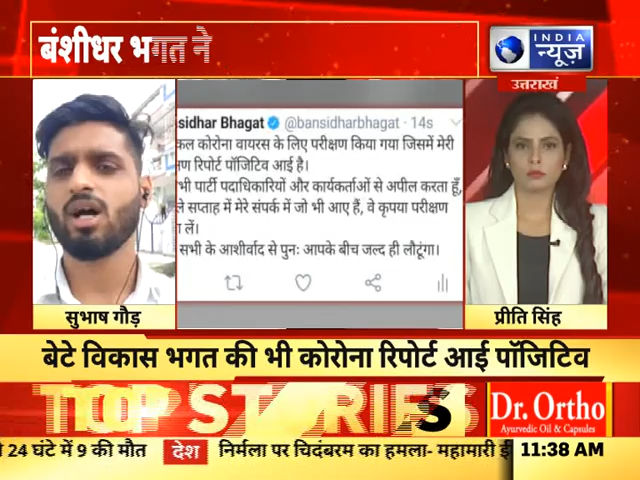 बंशीधर भगत ने
INDIA
न्यूज़
उत्तराखंड
sidhar Bhagat @bansidharbhagat · 14s
कल कोरोना वायरस के लिए परीक्षण किया गया जिसमें मेरी
रिपोर्ट पॉजिटिव आई है।
भी पार्टी पदाधिकारियों और कार्यकर्ताओं से अपील करता हूँ,
ले सप्ताह में मेरे संपर्क में जो भी आए हैं, वे कृपया परीक्षण
लें।
सभी के आशीर्वाद से पुनः आपके बीच जल्द ही लौटूंगा।
सुभाष गौड़
प्रीति सिंह
बेटे विकास भगत की भी कोरोना रिपोर्ट आई पॉजिटिव
TOP STORIES
Dr. Ortho
Ayurvedic Oil & Capsules
24 घंटे में 9 की मौत देश निर्मला पर चिदंबरम का हमला- महामारी
11:38 AM